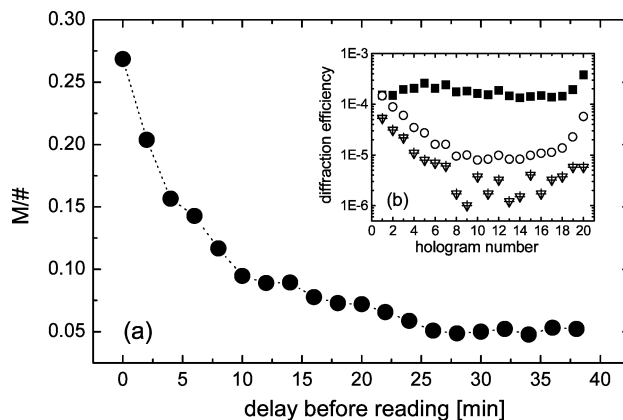 M/#
0.30
0.25
0.20
0.15
0.10
0.05
(a)
0 5 10 15 20 25 30 35 40
delay before reading [min]
diffraction efficiency
1E-3
1E-4
1E-5
1E-6
(b)
0 2 4 6 8 10 12 14 16 18 20
hologram number